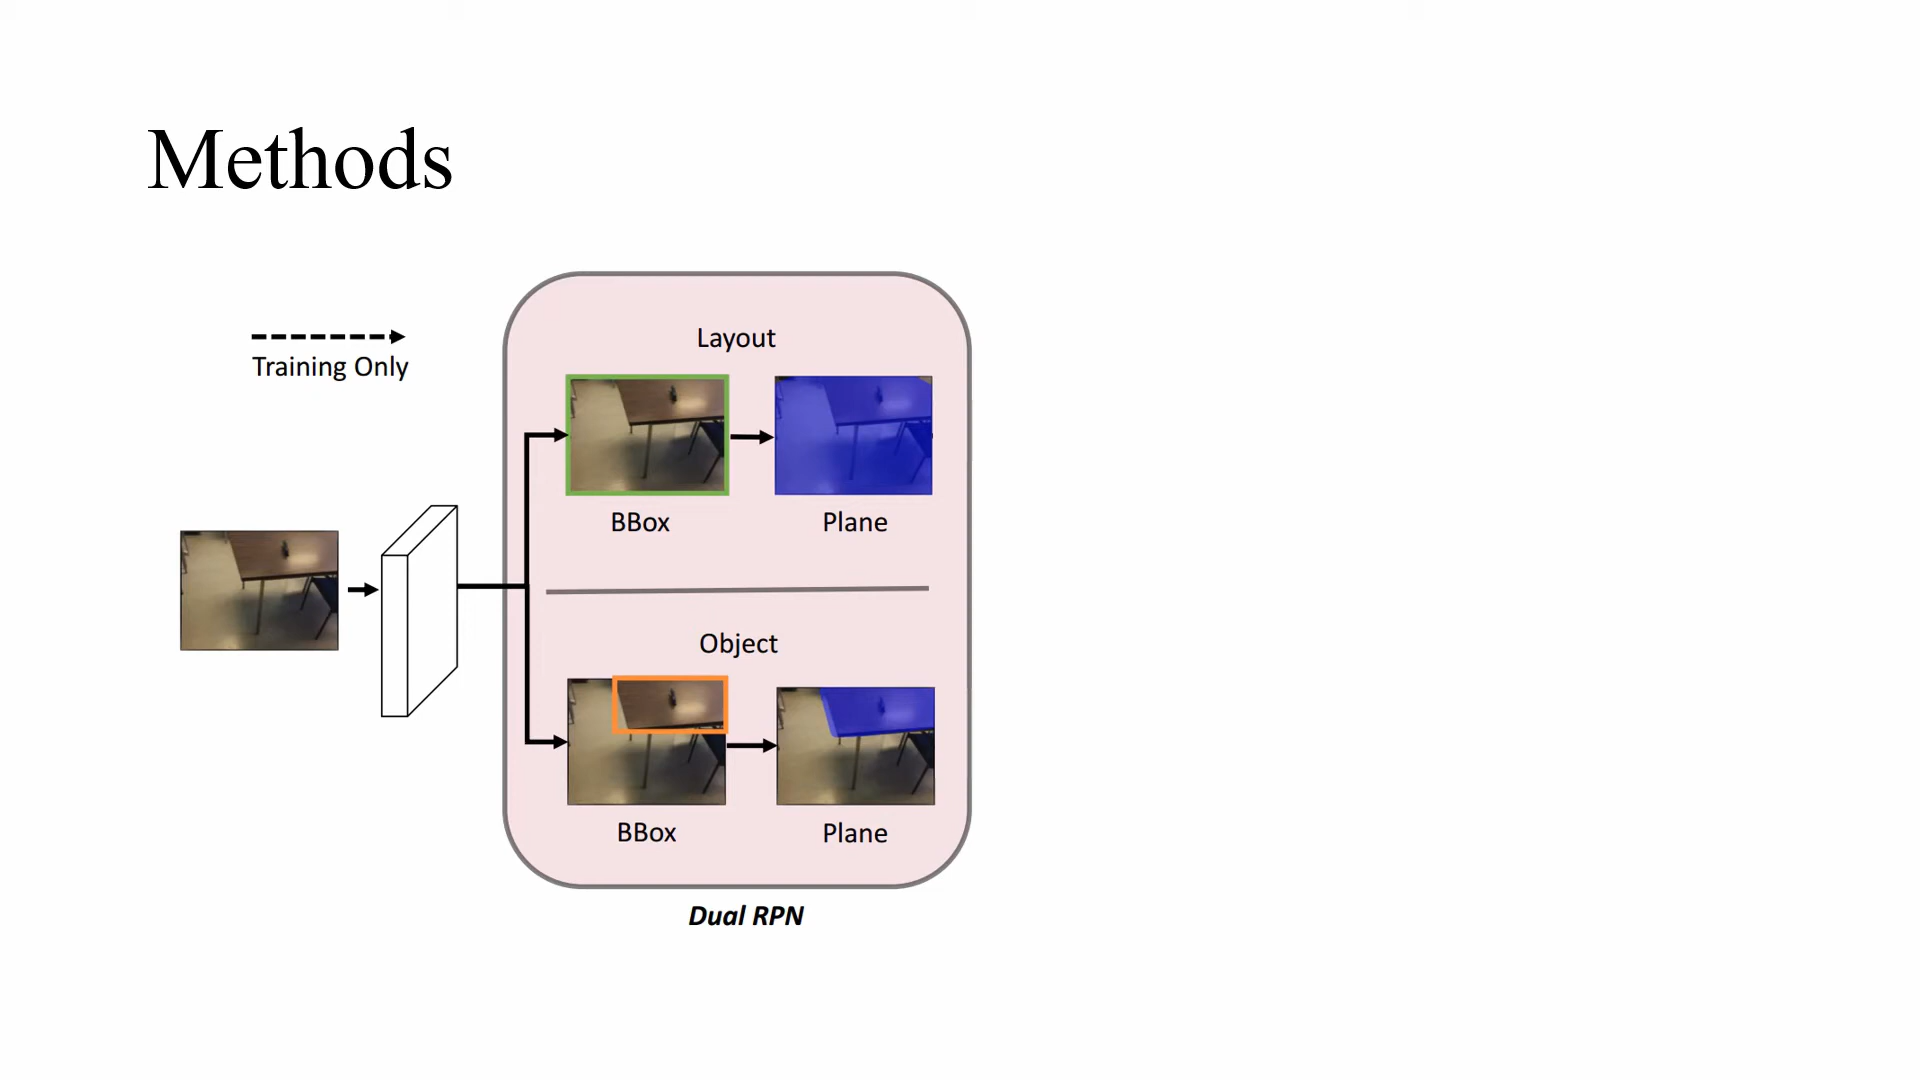 Methods
Training Only
Layout
BBox
Plane
Object
BBox
Plane
Dual RPN